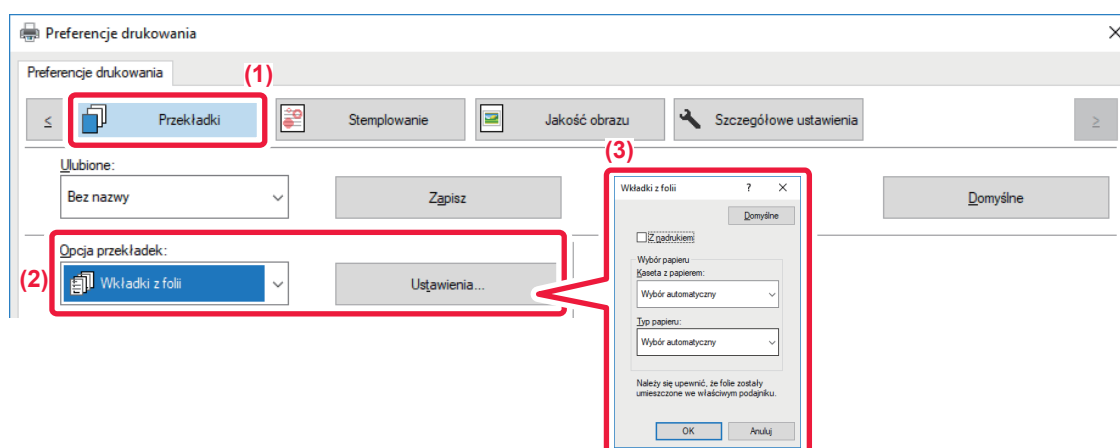 Preferencje drukowania
Preferencje drukowania
(1)
< Przekładki Stemplowanie Jakość obrazu Szczegółowe ustawienia >
(3)
Ulubione:
Bez nazwy
Zapisz
Domyślne
(2)
Opcja przekładek:
Wkładki z folii
Ustawienia...
Wkładki z folii ? ×
Domyślne
Z nadrukiem
Wybór papieru
Kaseta z papierem:
Wybór automatyczny
Typ papieru:
Wybór automatyczny
Należy się upewnić, że folie zostały
umieszczone we właściwym podajniku.
OK Anuluj